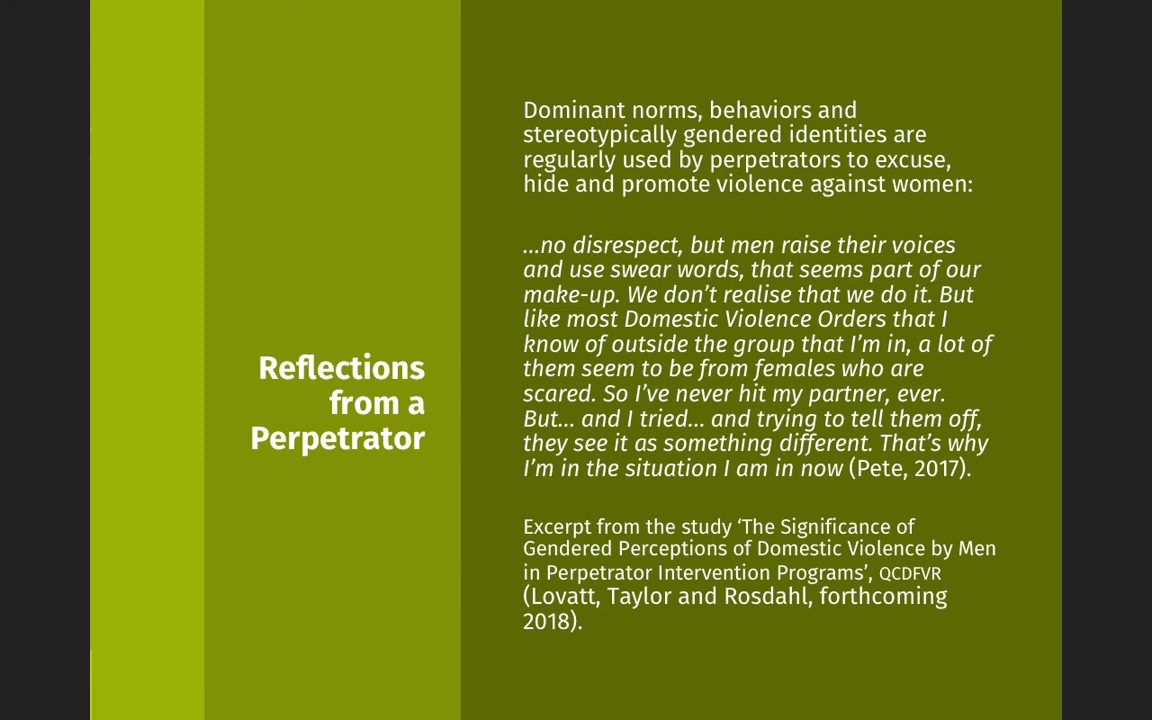 Reflections
from a
Perpetrator
Dominant norms, behaviors and
stereotypically gendered identities are
regularly used by perpetrators to excuse,
hide and promote violence against women:
…no disrespect, but men raise their voices
and use swear words, that seems part of our
make-up. We don’t realise that we do it. But
like most Domestic Violence Orders that I
know of outside the group that I’m in, a lot of
them seem to be from females who are
scared. So I’ve never hit my partner, ever.
But… and I tried… and trying to tell them off,
they see it as something different. That’s why
I’m in the situation I am in now (Pete, 2017).
Excerpt from the study ‘The Significance of
Gendered Perceptions of Domestic Violence by Men
in Perpetrator Intervention Programs’, QCDFVR
(Lovatt, Taylor and Rosdahl, forthcoming
2018).